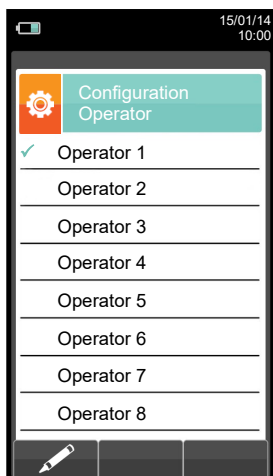 15/01/14
10:00
Configuration
Operator
Operator 1
Operator 2
Operator 3
Operator 4
Operator 5
Operator 6
Operator 7
Operator 8